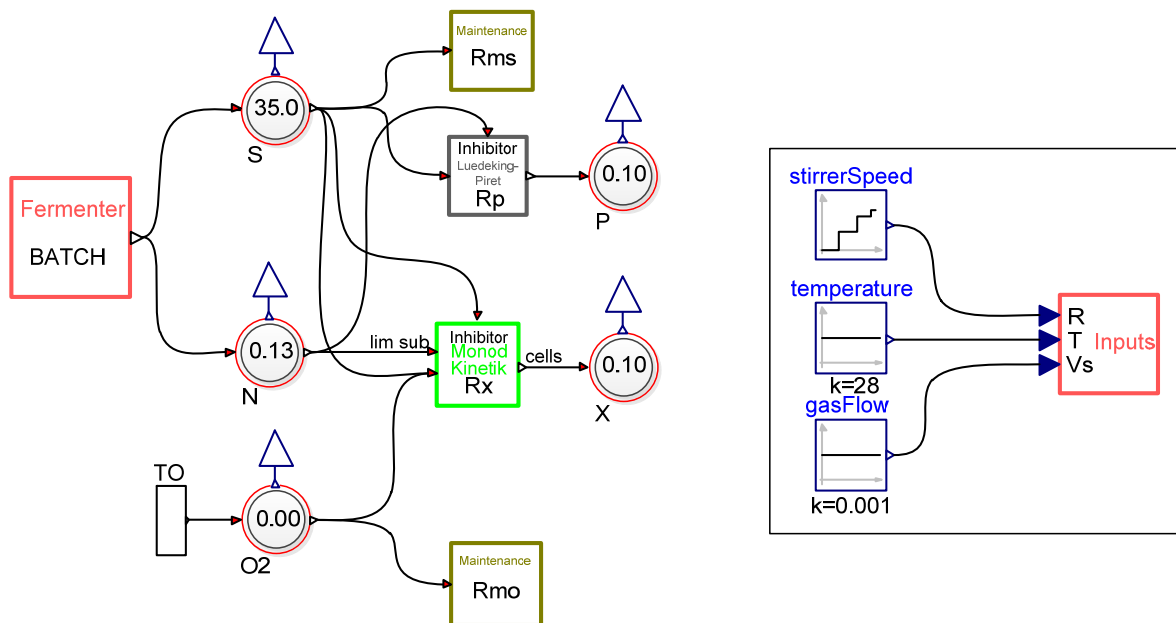 Maintenance
Rms
35.0
S
Inhibitor
Luedeking-
Piret
Rp
0.10
P
Fermenter
BATCH
0.13
N
lim sub
Inhibitor
Monod
Kinetik
Rx
cells
0.10
X
TO
0.00
O2
Maintenance
Rmo
stirrerSpeed
temperature
k=28
gasFlow
k=0.001
R
T
Vs
Inputs